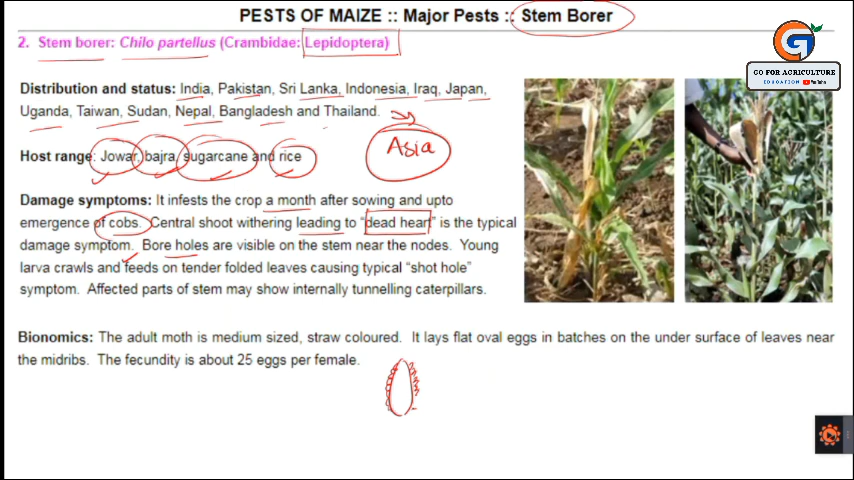 PESTS OF MAIZE :: Major Pests :: Stem Borer
2. Stem borer: Chilo partellus (Crambidae: Lepidoptera)
GO FOR AGRICULTURE
EDUCATION YouTube
Distribution and status: India, Pakistan, Sri Lanka, Indonesia, Iraq, Japan,
Uganda, Taiwan, Sudan, Nepal, Bangladesh and Thailand.
Asia
Host range: Jowar, bajra, sugarcane and rice
Damage symptoms: It infests the crop a month after sowing and upto
emergence of cobs. Central shoot withering leading to “dead heart” is the typical
damage symptom. Bore holes are visible on the stem near the nodes. Young
larva crawls and feeds on tender folded leaves causing typical “shot hole”
symptom. Affected parts of stem may show internally tunnelling caterpillars.
Bionomics: The adult moth is medium sized, straw coloured. It lays flat oval eggs in batches on the under surface of leaves near
the midribs. The fecundity is about 25 eggs per female.